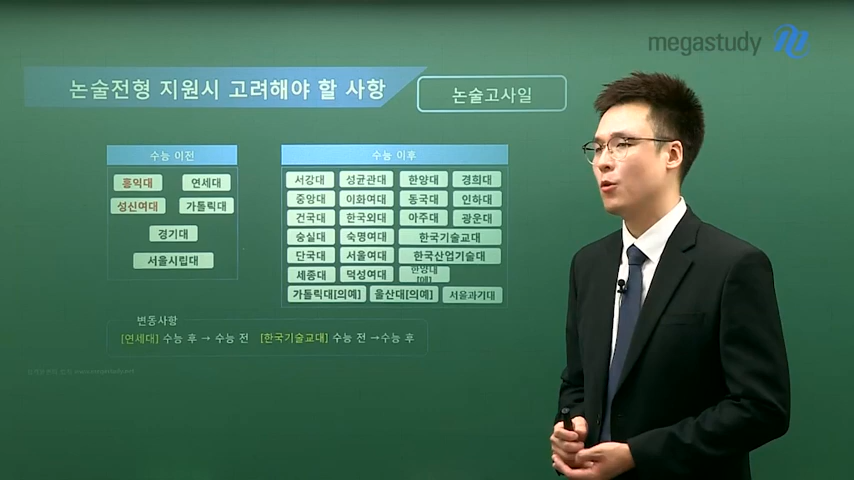 megastudy
논술전형 지원시 고려해야 할 사항
논술고사일
수능 이전
홍익대 연세대
성신여대 가톨릭대
경기대
서울시립대
수능 이후
서강대 성균관대 한양대 경희대
중앙대 이화여대 동국대 인하대
건국대 한국외대 아주대 광운대
숭실대 숙명여대 한국기술교대
단국대 서울여대 한국산업기술대
세종대 덕성여대 한양대
가톨릭대[의예] 울산대[의예] 서울과기대
변동사항
[연세대] 수능 후 → 수능 전 [한국기술교대] 수능 전 →수능 후